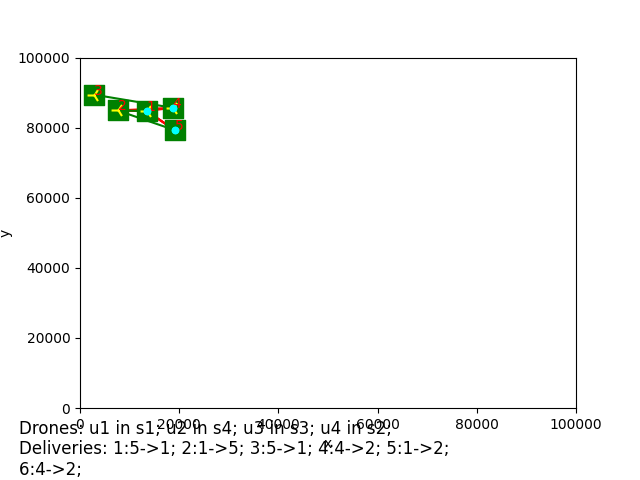 100000
80000
60000
40000
20000
0
y
0 20000 40000 60000 80000 100000
x
Drones: u1 in s1; u2 in s4; u3 in s3; u4 in s2;
Deliveries: 1:5->1; 2:1->5; 3:5->1; 4:4->2; 5:1->2;
6:4->2;